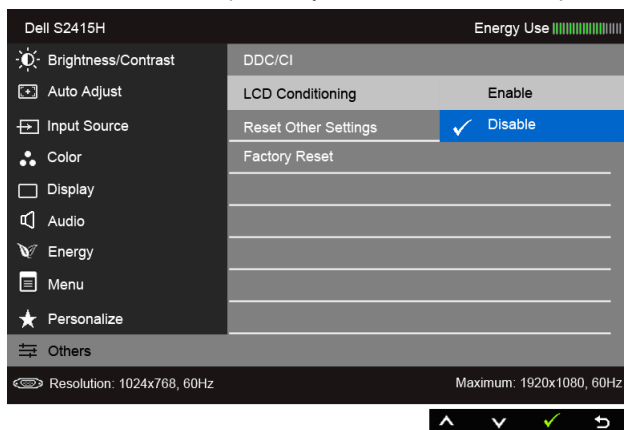 Dell S2415H Energy Use
Brightness/Contrast DDC/CI
Auto Adjust LCD Conditioning Enable
Input Source Reset Other Settings Disable
Color Factory Reset
Display
Audio
Energy
Menu
Personalize
Others
Resolution: 1024x768, 60Hz Maximum: 1920x1080, 60Hz